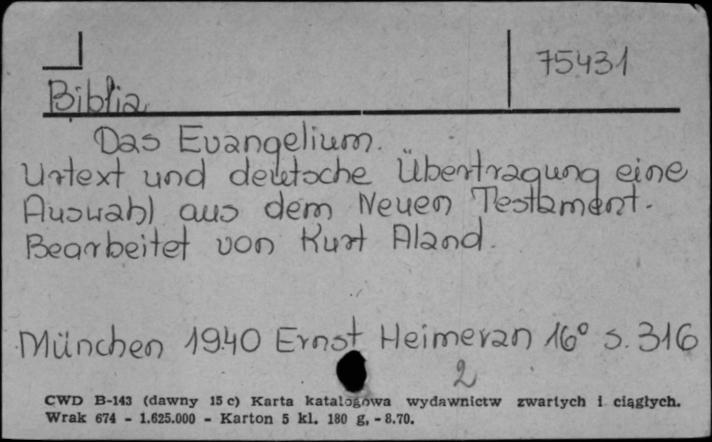 75431
Biblia
Das Evangelium.
Urtext und deutsche Übertragung eine
Auswahl aus dem Neuen Testament.
Bearbeitet von Kurt Aland.
München 1940 Ernst Heimeran 16° s. 316
2
CWD B-143 (dawny 15 c) Karta katalogowa wydawnictw zwartych i ciągłych.
Wrak 674 - 1.625.000 - Karton 5 kl. 180 g, - 8.70.